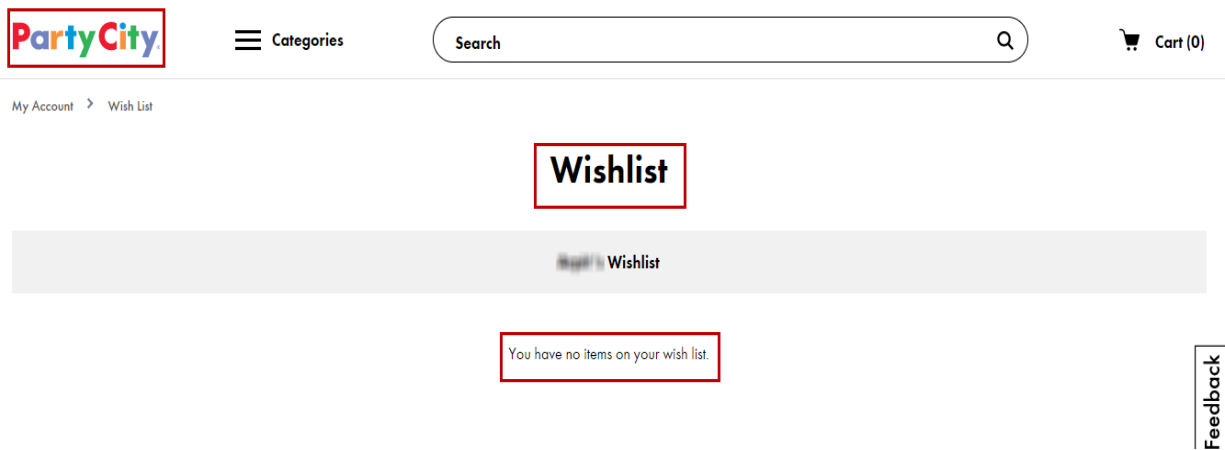 Party City
Categories
Search
Cart (0)
My Account > Wish List
Wishlist
Wishlist
You have no items on your wish list.
Feedback